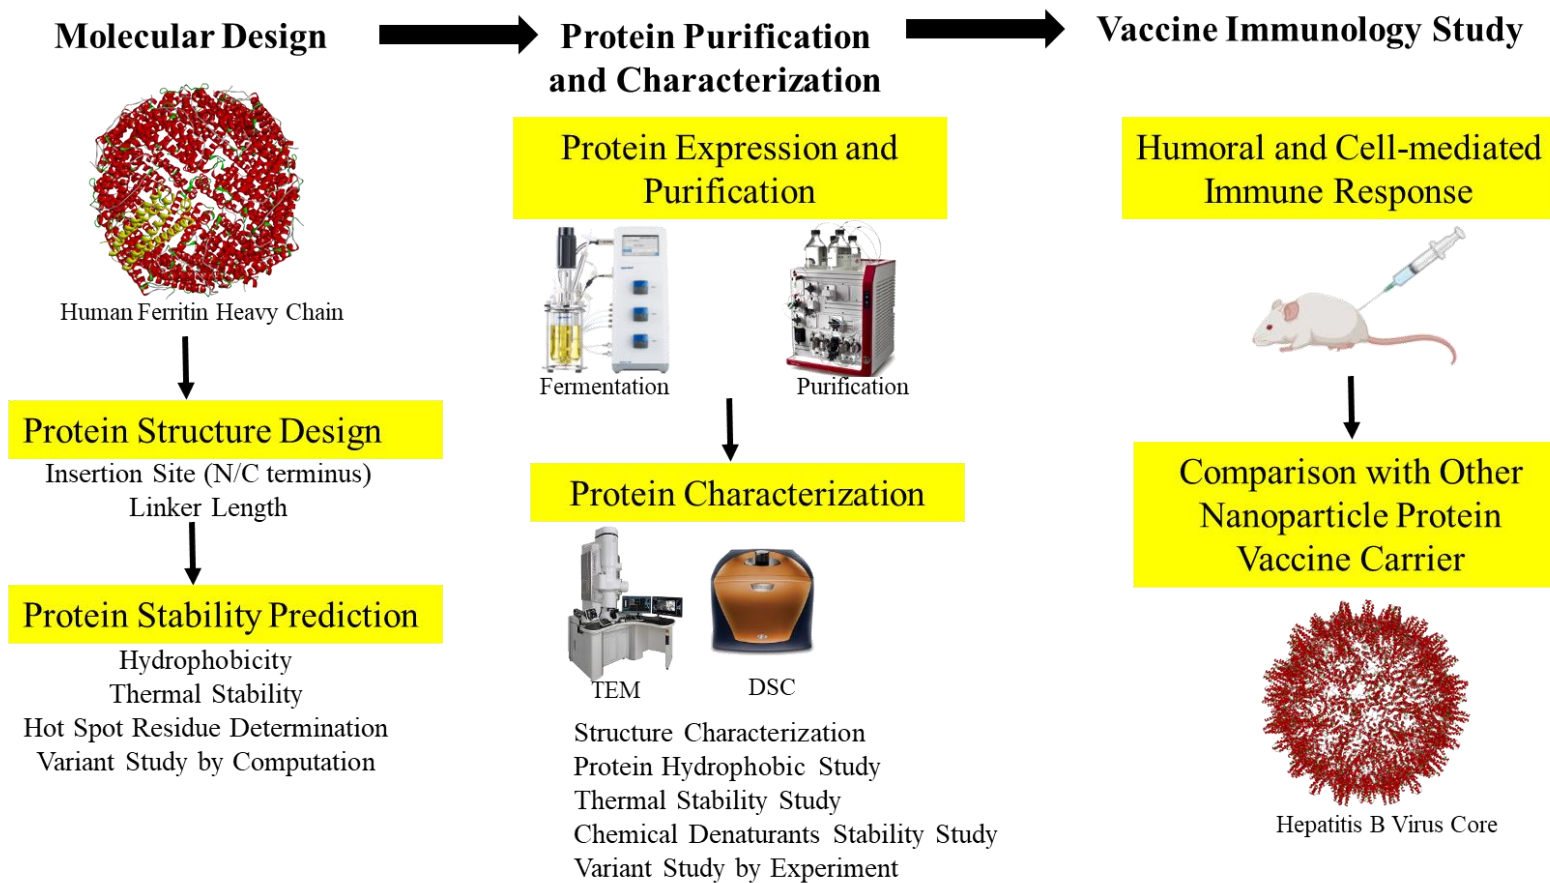 Molecular Design
Human Ferritin Heavy Chain
Protein Structure Design
Insertion Site (N/C terminus)
Linker Length
Protein Stability Prediction
Hydrophobicity
Thermal Stability
Hot Spot Residue Determination
Variant Study by Computation
Protein Purification
and Characterization
Protein Expression and
Purification
Fermentation
Purification
Protein Characterization
TEM
DSC
Structure Characterization
Protein Hydrophobic Study
Thermal Stability Study
Chemical Denaturants Stability Study
Variant Study by Experiment
Vaccine Immunology Study
Humoral and Cell-mediated
Immune Response
Comparison with Other
Nanoparticle Protein
Vaccine Carrier
Hepatitis B Virus Core